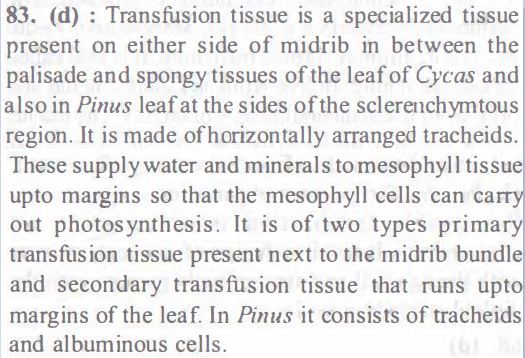 83. (d) : Transfusion tissue is a specialized tissue
present on either side of midrib in between the
palisade and spongy tissues of the leaf of Cycas and
also in Pinus leaf at the sides of the sclerenchymtous
region. It is made of horizontally arranged tracheids.
These supply water and minerals to mesophyll tissue
upto margins so that the mesophyll cells can carry
out photosynthesis. It is of two types primary
transfusion tissue present next to the midrib bundle
and secondary transfusion tissue that runs upto
margins of the leaf. In Pinus it consists of tracheids
and albuminous cells.